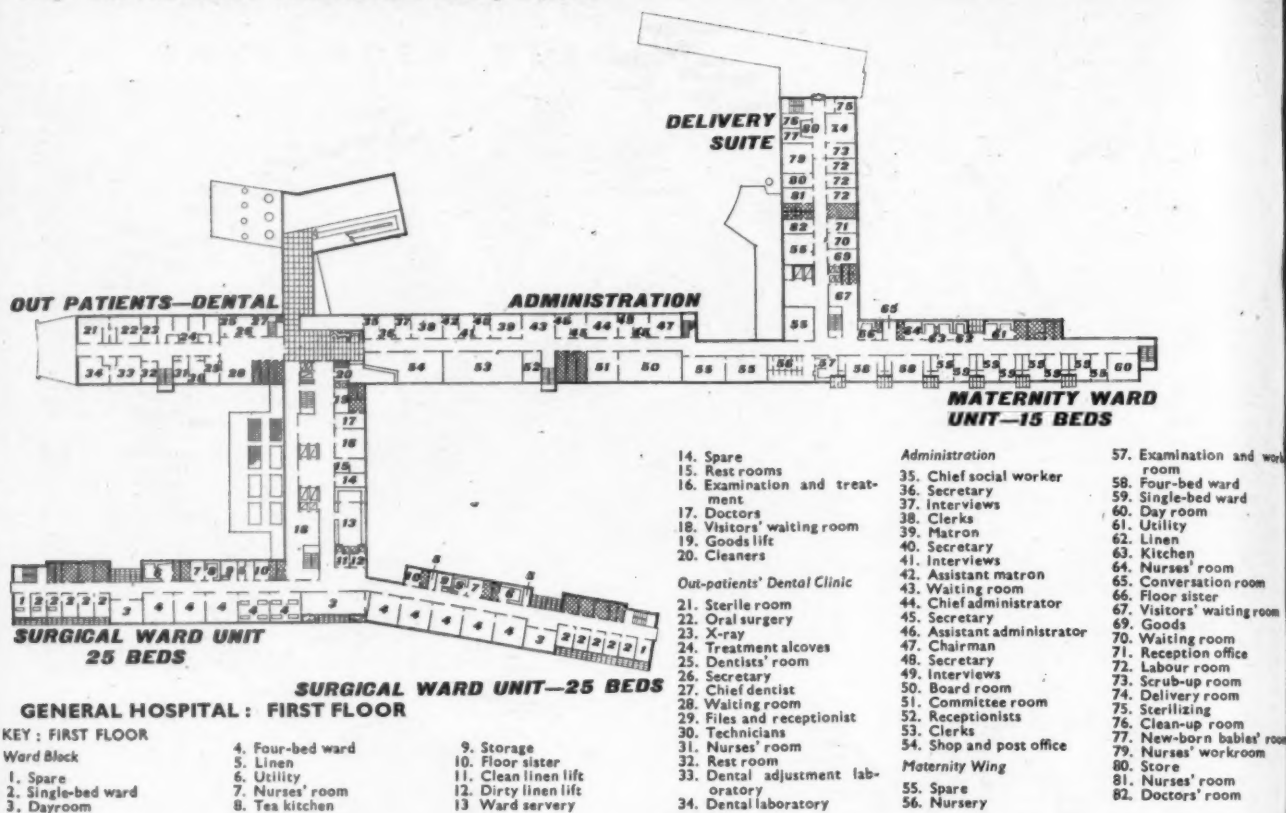 DELIVERY
SUITE
OUT PATIENTS—DENTAL
ADMINISTRATION
MATERNITY WARD
UNIT—15 BEDS
SURGICAL WARD UNIT
25 BEDS
SURGICAL WARD UNIT—25 BEDS
GENERAL HOSPITAL : FIRST FLOOR
KEY : FIRST FLOOR
Ward Block
1. Spare
2. Single-bed ward
3. Dayroom
4. Four-bed ward
5. Linen
6. Utility
7. Nurses' room
8. Tea kitchen
9. Storage
10. Floor sister
11. Clean linen lift
12. Dirty linen lift
13 Ward servery
14. Spare
15. Rest rooms
16. Examination and treat-
ment
17. Doctors
18. Visitors' waiting room
19. Goods lift
20. Cleaners
Out-patients' Dental Clinic
21. Sterile room
22. Oral surgery
23. X-ray
24. Treatment alcoves
25. Dentists' room
26. Secretary
27. Chief dentist
28. Waiting room
29. Files and receptionist
30. Technicians
31. Nurses' room
32. Rest room
33. Dental adjustment lab-
oratory
34. Dental laboratory
Administration
35. Chief social worker
36. Secretary
37. Interviews
38. Clerks
39. Matron
40. Secretary
41. Interviews
42. Assistant matron
43. Waiting room
44. Chief administrator
45. Secretary
46. Assistant administrator
47. Chairman
48. Secretary
49. Interviews
50. Board room
51. Committee room
52. Receptionists
53. Clerks
54. Shop and post office
Maternity Wing
55. Spare
56. Nursery
57. Examination and work
room
58. Four-bed ward
59. Single-bed ward
60. Day room
61. Utility
62. Linen
63. Kitchen
64. Nurses' room
65. Conversation room
66. Floor sister
67. Visitors' waiting room
69. Goods
70. Waiting room
71. Reception office
72. Labour room
73. Scrub-up room
74. Delivery room
75. Sterilizing
76. Clean-up room
77. New-born babies' room
79. Nurses' workroom
80. Store
81. Nurses' room
82. Doctors' room